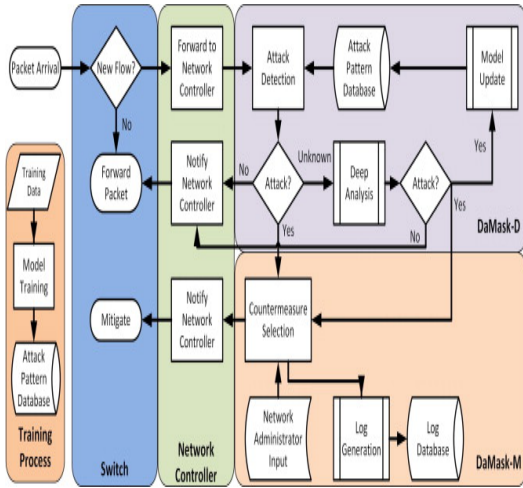 Packet Arrival
New Flow?
Forward to
Network
Controller
Attack
Detection
Attack
Pattern
Database
Model
Update
No
Yes
Training
Data
Forward
Packet
Notify
Network
Controller
No
Attack?
Unknown
Deep
Analysis
Attack?
Yes
No
Yes
DaMask-D
Model
Training
Mitigate
Notify
Network
Controller
Countermeasure
Selection
Attack
Pattern
Database
Network
Administrator
Input
Log
Generation
Log
Database
Training
Process
Switch
Network
Controller
DaMask-M